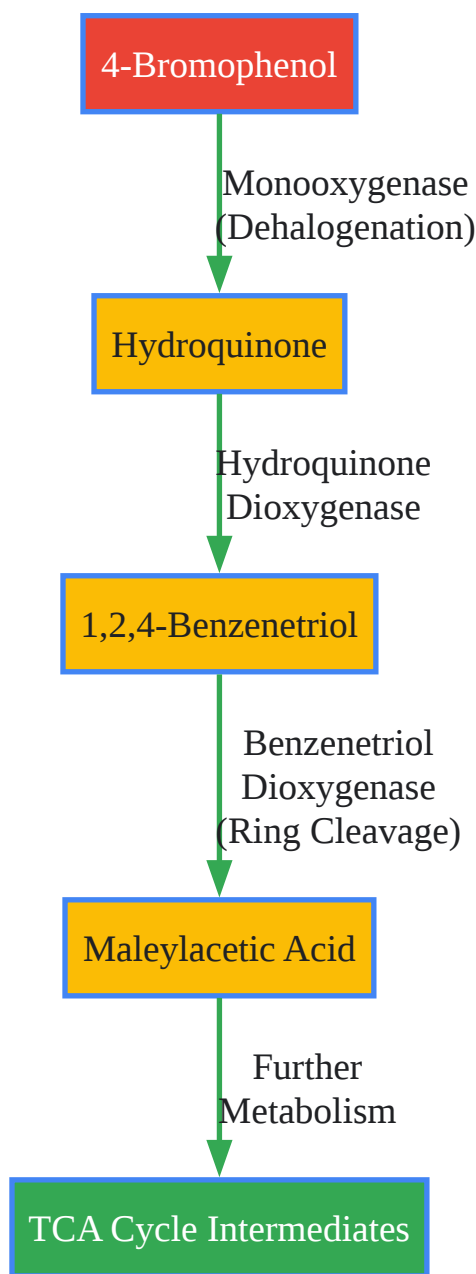 4-Bromophenol
Monooxygenase
(Dehalogenation)
Hydroquinone
Hydroquinone
Dioxygenase
1,2,4-Benzenetriol
Benzenetriol
Dioxygenase
(Ring Cleavage)
Maleylacetic Acid
Further
Metabolism
TCA Cycle Intermediates